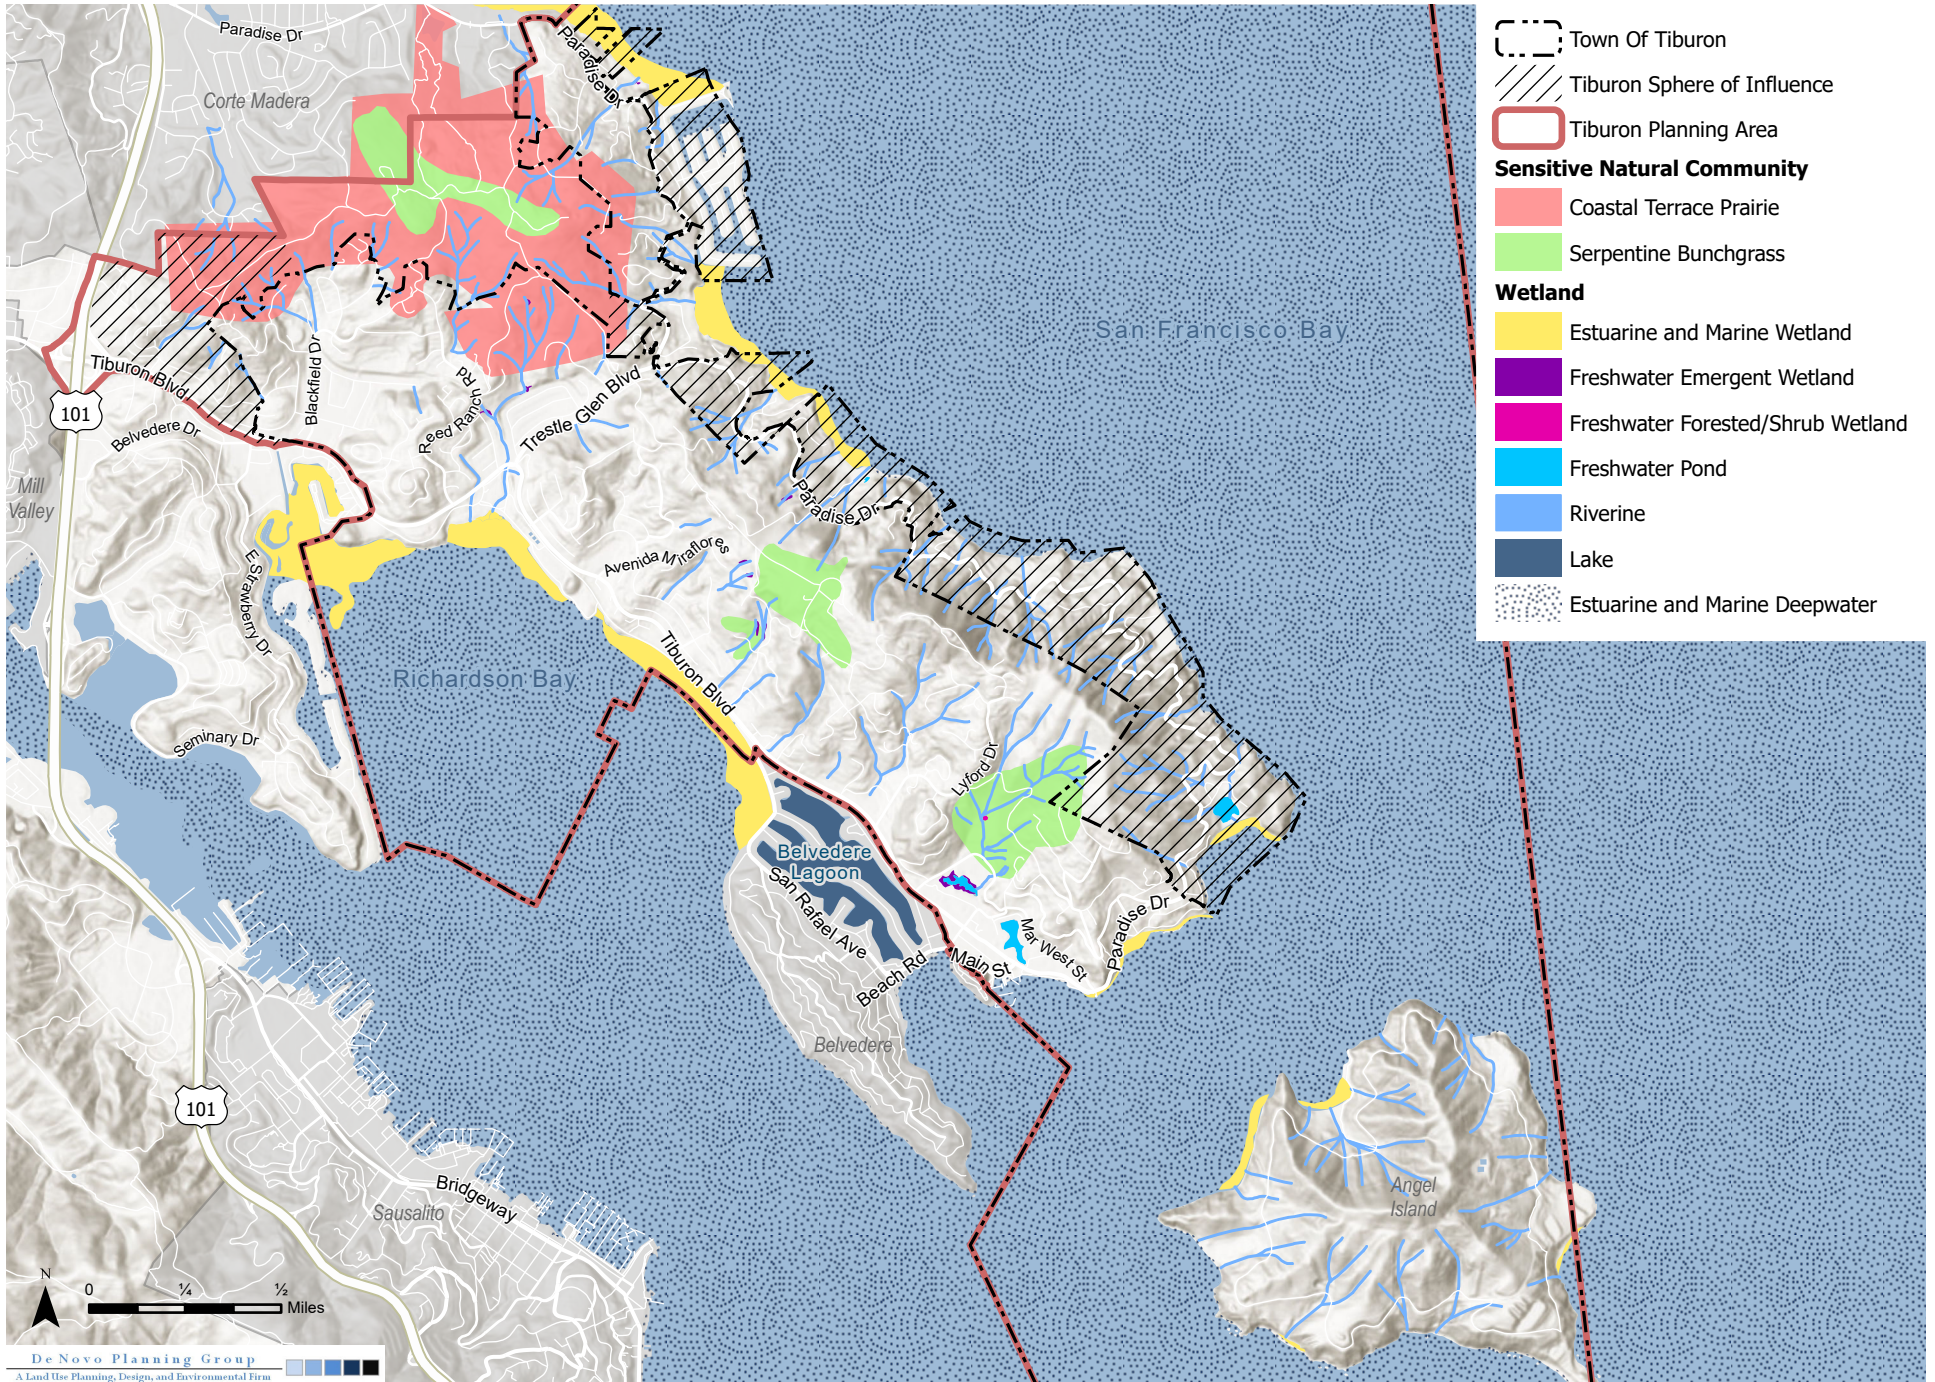 Town Of Tiburon
Tiburon Sphere of Influence
Tiburon Planning Area
Sensitive Natural Community
Coastal Terrace Prairie
Serpentine Bunchgrass
Wetland
Estuarine and Marine Wetland
Freshwater Emergent Wetland
Freshwater Forested/Shrub Wetland
Freshwater Pond
Riverine
Lake
Estuarine and Marine Deepwater
Paradise Dr
Corte Madera
Paradise Dr
San Francisco Bay
Tiburon Blvd
101
Belvedere Dr
Blackfield Dr
Reed Ranch Rd
Trestle Glen Blvd
Mill
Valley
Paradise Dr
Avenida Miraflores
E Strawberry Dr
Richardson Bay
Tiburon Blvd
Seminary Dr
Lyford Dr
Belvedere
Lagoon
San Rafael Ave
Beach Rd
Main St
Mar West St
Paradise Dr
Belvedere
101
Bridgeway
Sausalito
Angel
Island
N
0 ¼ ½
Miles
De Novo Planning Group
A Land Use Planning, Design, and Environmental Firm